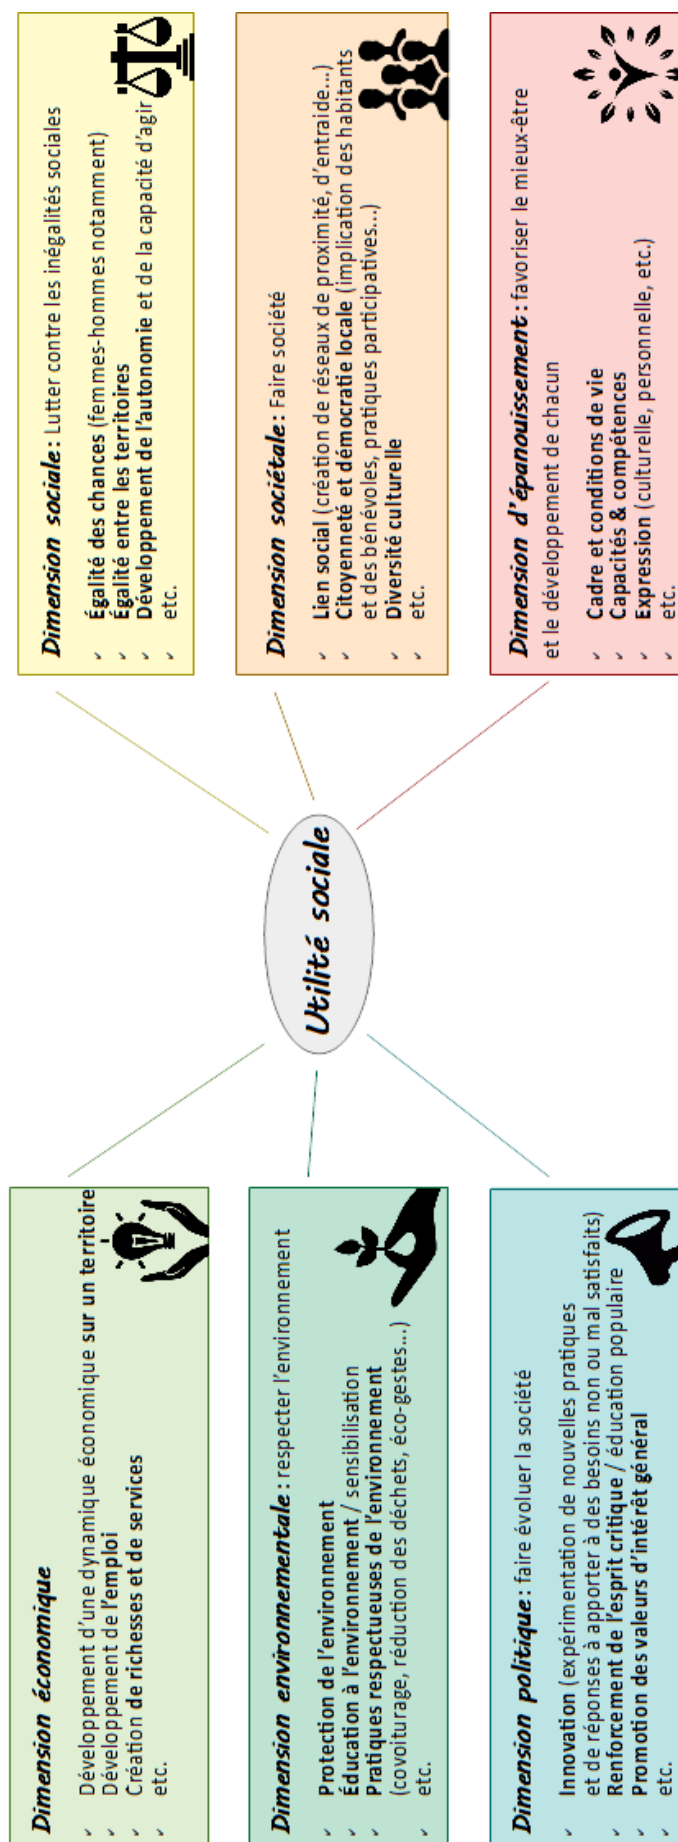 Dimension économique
✓ Développement d'une dynamique économique sur un territoire
✓ Développement de l'emploi
✓ Création de richesses et de services
✓ etc.
Dimension environnementale : respecter l'environnement
✓ Protection de l'environnement
✓ Éducation à l'environnement / sensibilisation
✓ Pratiques respectueuses de l'environnement
(covoiturage, réduction des déchets, éco-gestes...)
✓ etc.
Dimension politique : faire évoluer la société
✓ Innovation (expérimentation de nouvelles pratiques
et de réponses à apporter à des besoins non ou mal satisfaits)
✓ Renforcement de l'esprit critique / éducation populaire
✓ Promotion des valeurs d'intérêt général
✓ etc.
Utilité sociale
Dimension sociale : Lutter contre les inégalités sociales
✓ Égalité des chances (femmes-hommes notamment)
✓ Égalité entre les territoires
✓ Développement de l'autonomie et de la capacité d'agir
✓ etc.
Dimension sociétale : Faire société
✓ Lien social (création de réseaux de proximité, d'entraide...)
✓ Citoyenneté et démocratie locale (implication des habitants
et des bénévoles, pratiques participatives...)
✓ Diversité culturelle
✓ etc.
Dimension d'épanouissement : favoriser le mieux-être
et le développement de chacun
✓ Cadre et conditions de vie
✓ Capacités & compétences
✓ Expression (culturelle, personnelle, etc.)
✓ etc.